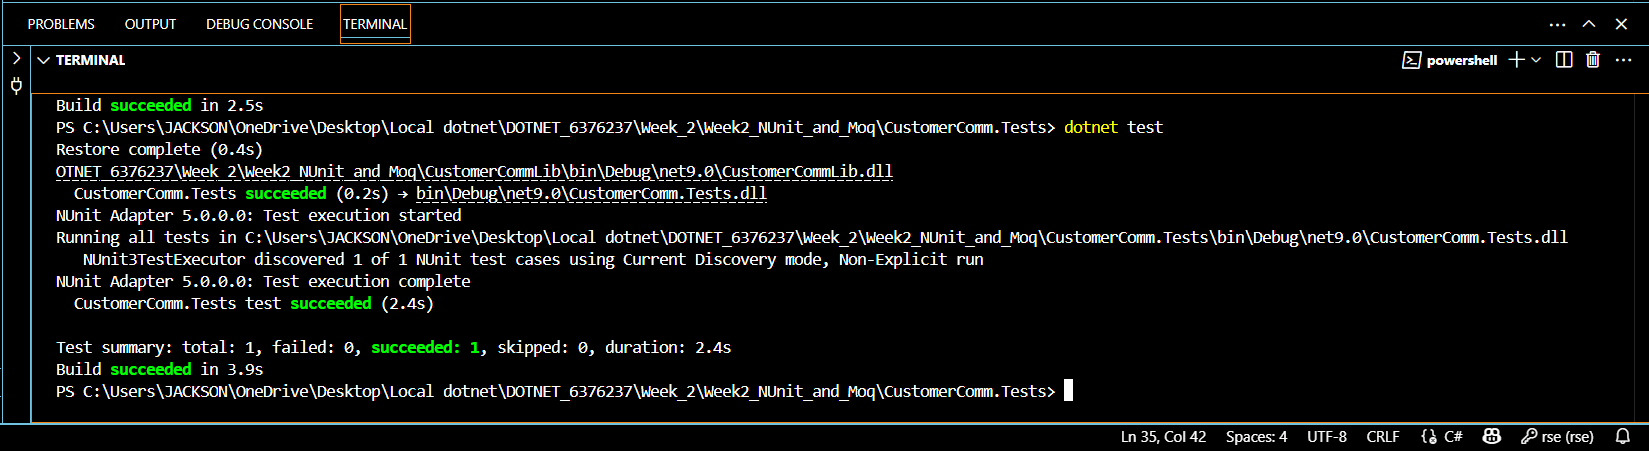 PROBLEMS OUTPUT DEBUG CONSOLE TERMINAL
TERMINAL powershell
Build succeeded in 2.5s
PS C:\Users\JACKSON\OneDrive\Desktop\Local dotnet\DOTNET_6376237\Week_2\Week2_NUnit_and_Moq\CustomerComm.Tests> dotnet test
Restore complete (0.4s)
OTNET_6376237\Week_2\Week2_NUnit_and_Moq\CustomerCommLib\bin\Debug\net9.0\CustomerCommLib.dll
CustomerComm.Tests succeeded (0.2s) → bin\Debug\net9.0\CustomerComm.Tests.dll
NUnit Adapter 5.0.0.0: Test execution started
Running all tests in C:\Users\JACKSON\OneDrive\Desktop\Local dotnet\DOTNET_6376237\Week_2\Week2_NUnit_and_Moq\CustomerComm.Tests\bin\Debug\net9.0\CustomerComm.Tests.dll
NUnit3TestExecutor discovered 1 of 1 NUnit test cases using Current Discovery mode, Non-Explicit run
NUnit Adapter 5.0.0.0: Test execution complete
CustomerComm.Tests test succeeded (2.4s)
Test summary: total: 1, failed: 0, succeeded: 1, skipped: 0, duration: 2.4s
Build succeeded in 3.9s
PS C:\Users\JACKSON\OneDrive\Desktop\Local dotnet\DOTNET_6376237\Week_2\Week2_NUnit_and_Moq\CustomerComm.Tests>
Ln 35, Col 42 Spaces: 4 UTF-8 CRLF C# rse (rse)